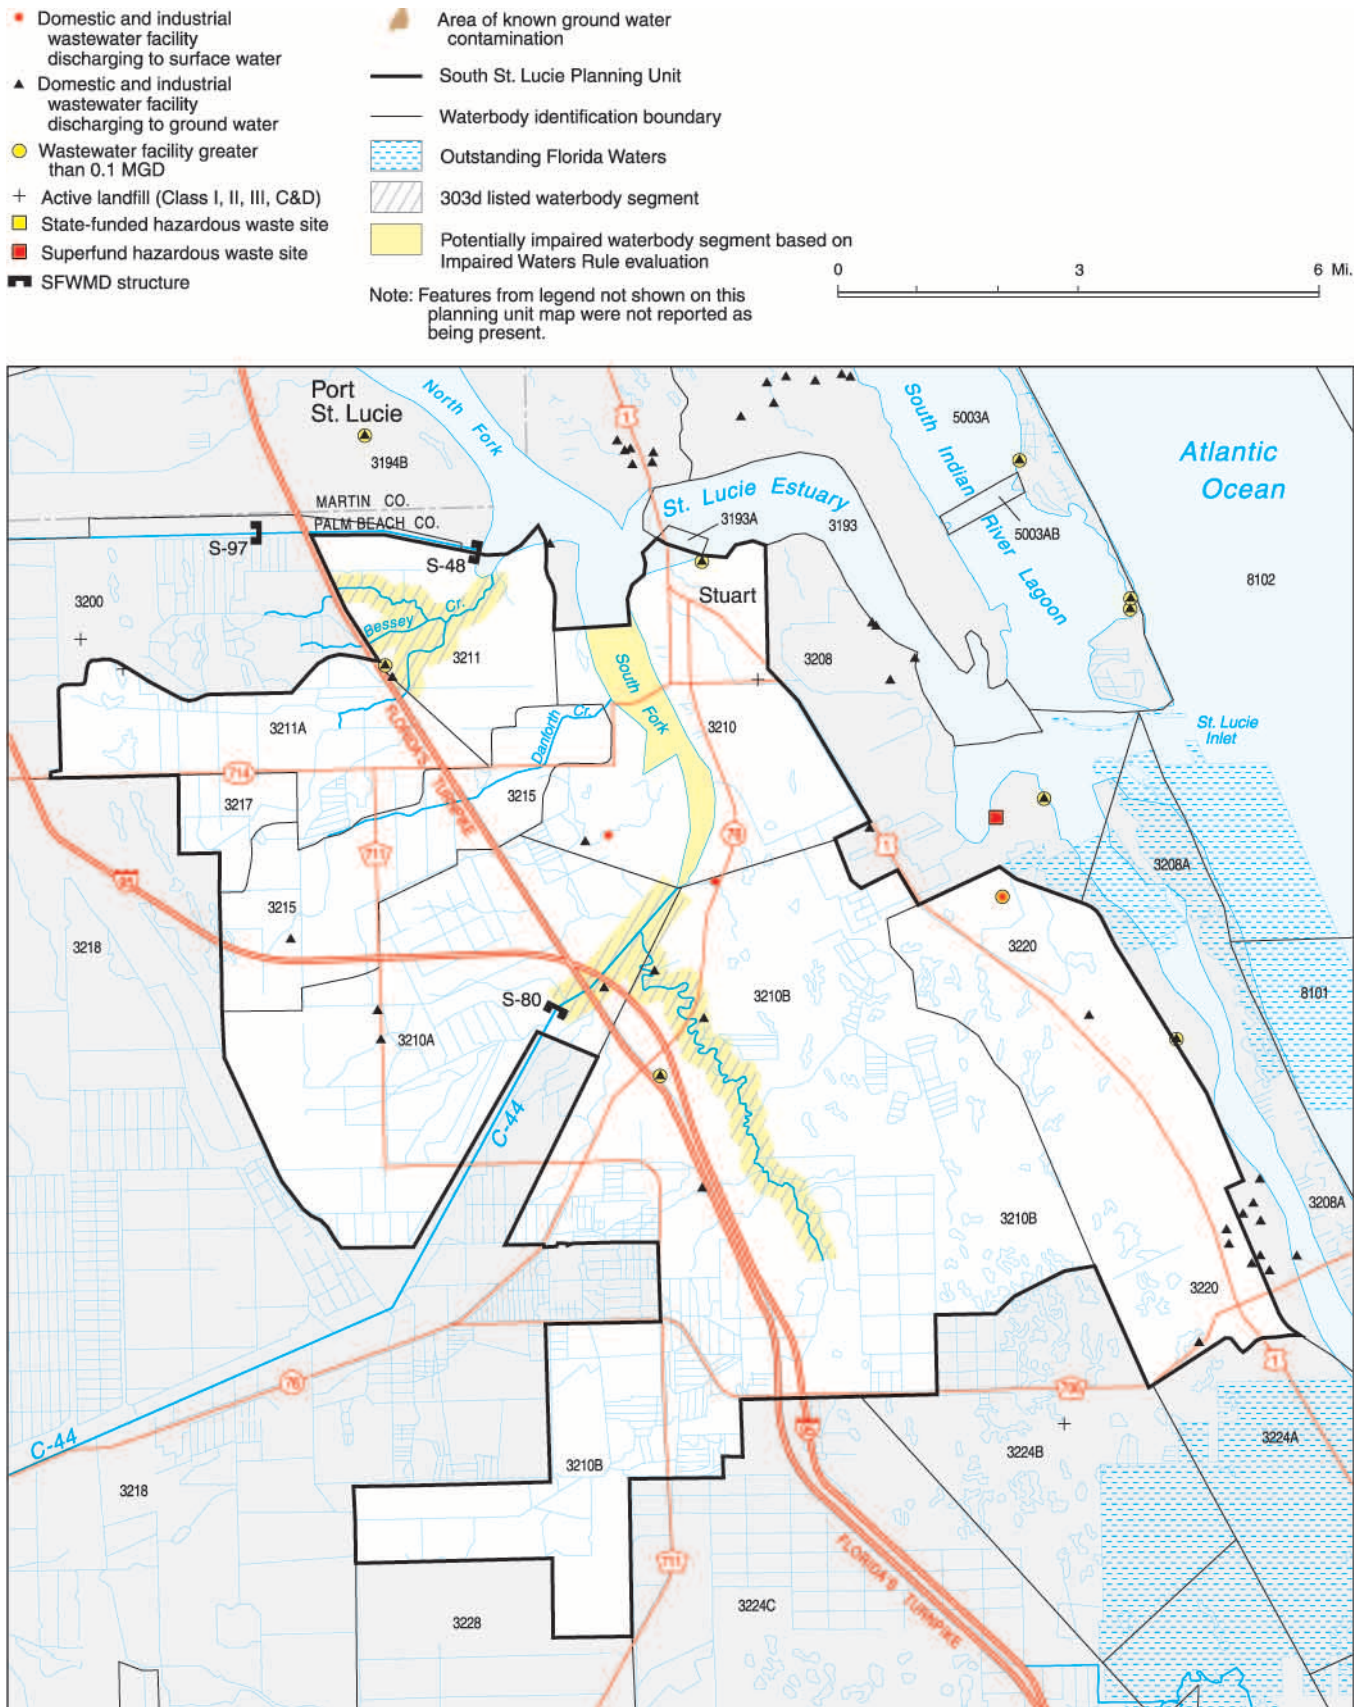 Domestic and industrial
wastewater facility
discharging to surface water
Domestic and industrial
wastewater facility
discharging to ground water
Wastewater facility greater
than 0.1 MGD
Active landfill (Class I, II, III, C&D)
State-funded hazardous waste site
Superfund hazardous waste site
SFWMD structure
Area of known ground water
contamination
South St. Lucie Planning Unit
Waterbody identification boundary
Outstanding Florida Waters
303d listed waterbody segment
Potentially impaired waterbody segment based on
Impaired Waters Rule evaluation
Note: Features from legend not shown on this
planning unit map were not reported as
being present.
0 3 6 Mi.
Port
St. Lucie
North Fork
1
South Indian River Lagoon
5003A
Atlantic
Ocean
3194B
St. Lucie Estuary
MARTIN CO.
PALM BEACH CO.
3193A
3193
5003AB
S-97
S-48
8102
3200
Stuart
Bessey Cr.
3211
3208
South Fork
3211A
FLORIDA'S TURNPIKE
Danforth Cr.
3210
St. Lucie
Inlet
714
3217
3215
711
76
1
95
3208A
3215
3218
3220
S-80
3210B
8101
3210A
C-44
3210B
3208A
3220
76
1
C-44
3224B
3224A
3210B
3218
FLORIDA'S TURNPIKE
711
3224C
3228